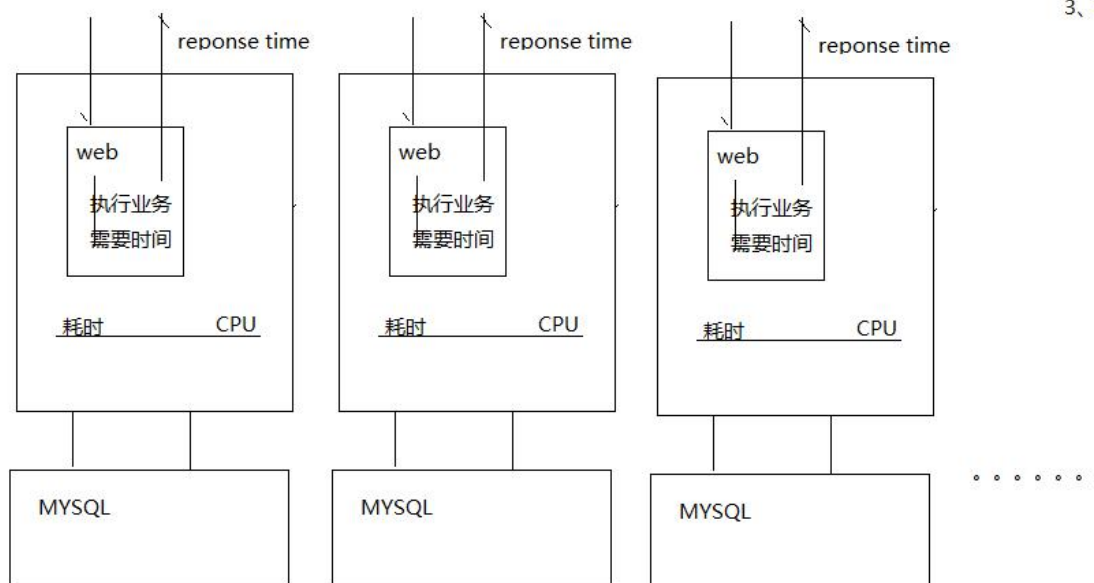 3、
reponse time
reponse time
reponse time
web
执行业务
需要时间
web
执行业务
需要时间
web
执行业务
需要时间
耗时 CPU
耗时 CPU
耗时 CPU
MYSQL
MYSQL
MYSQL
。。。。。。